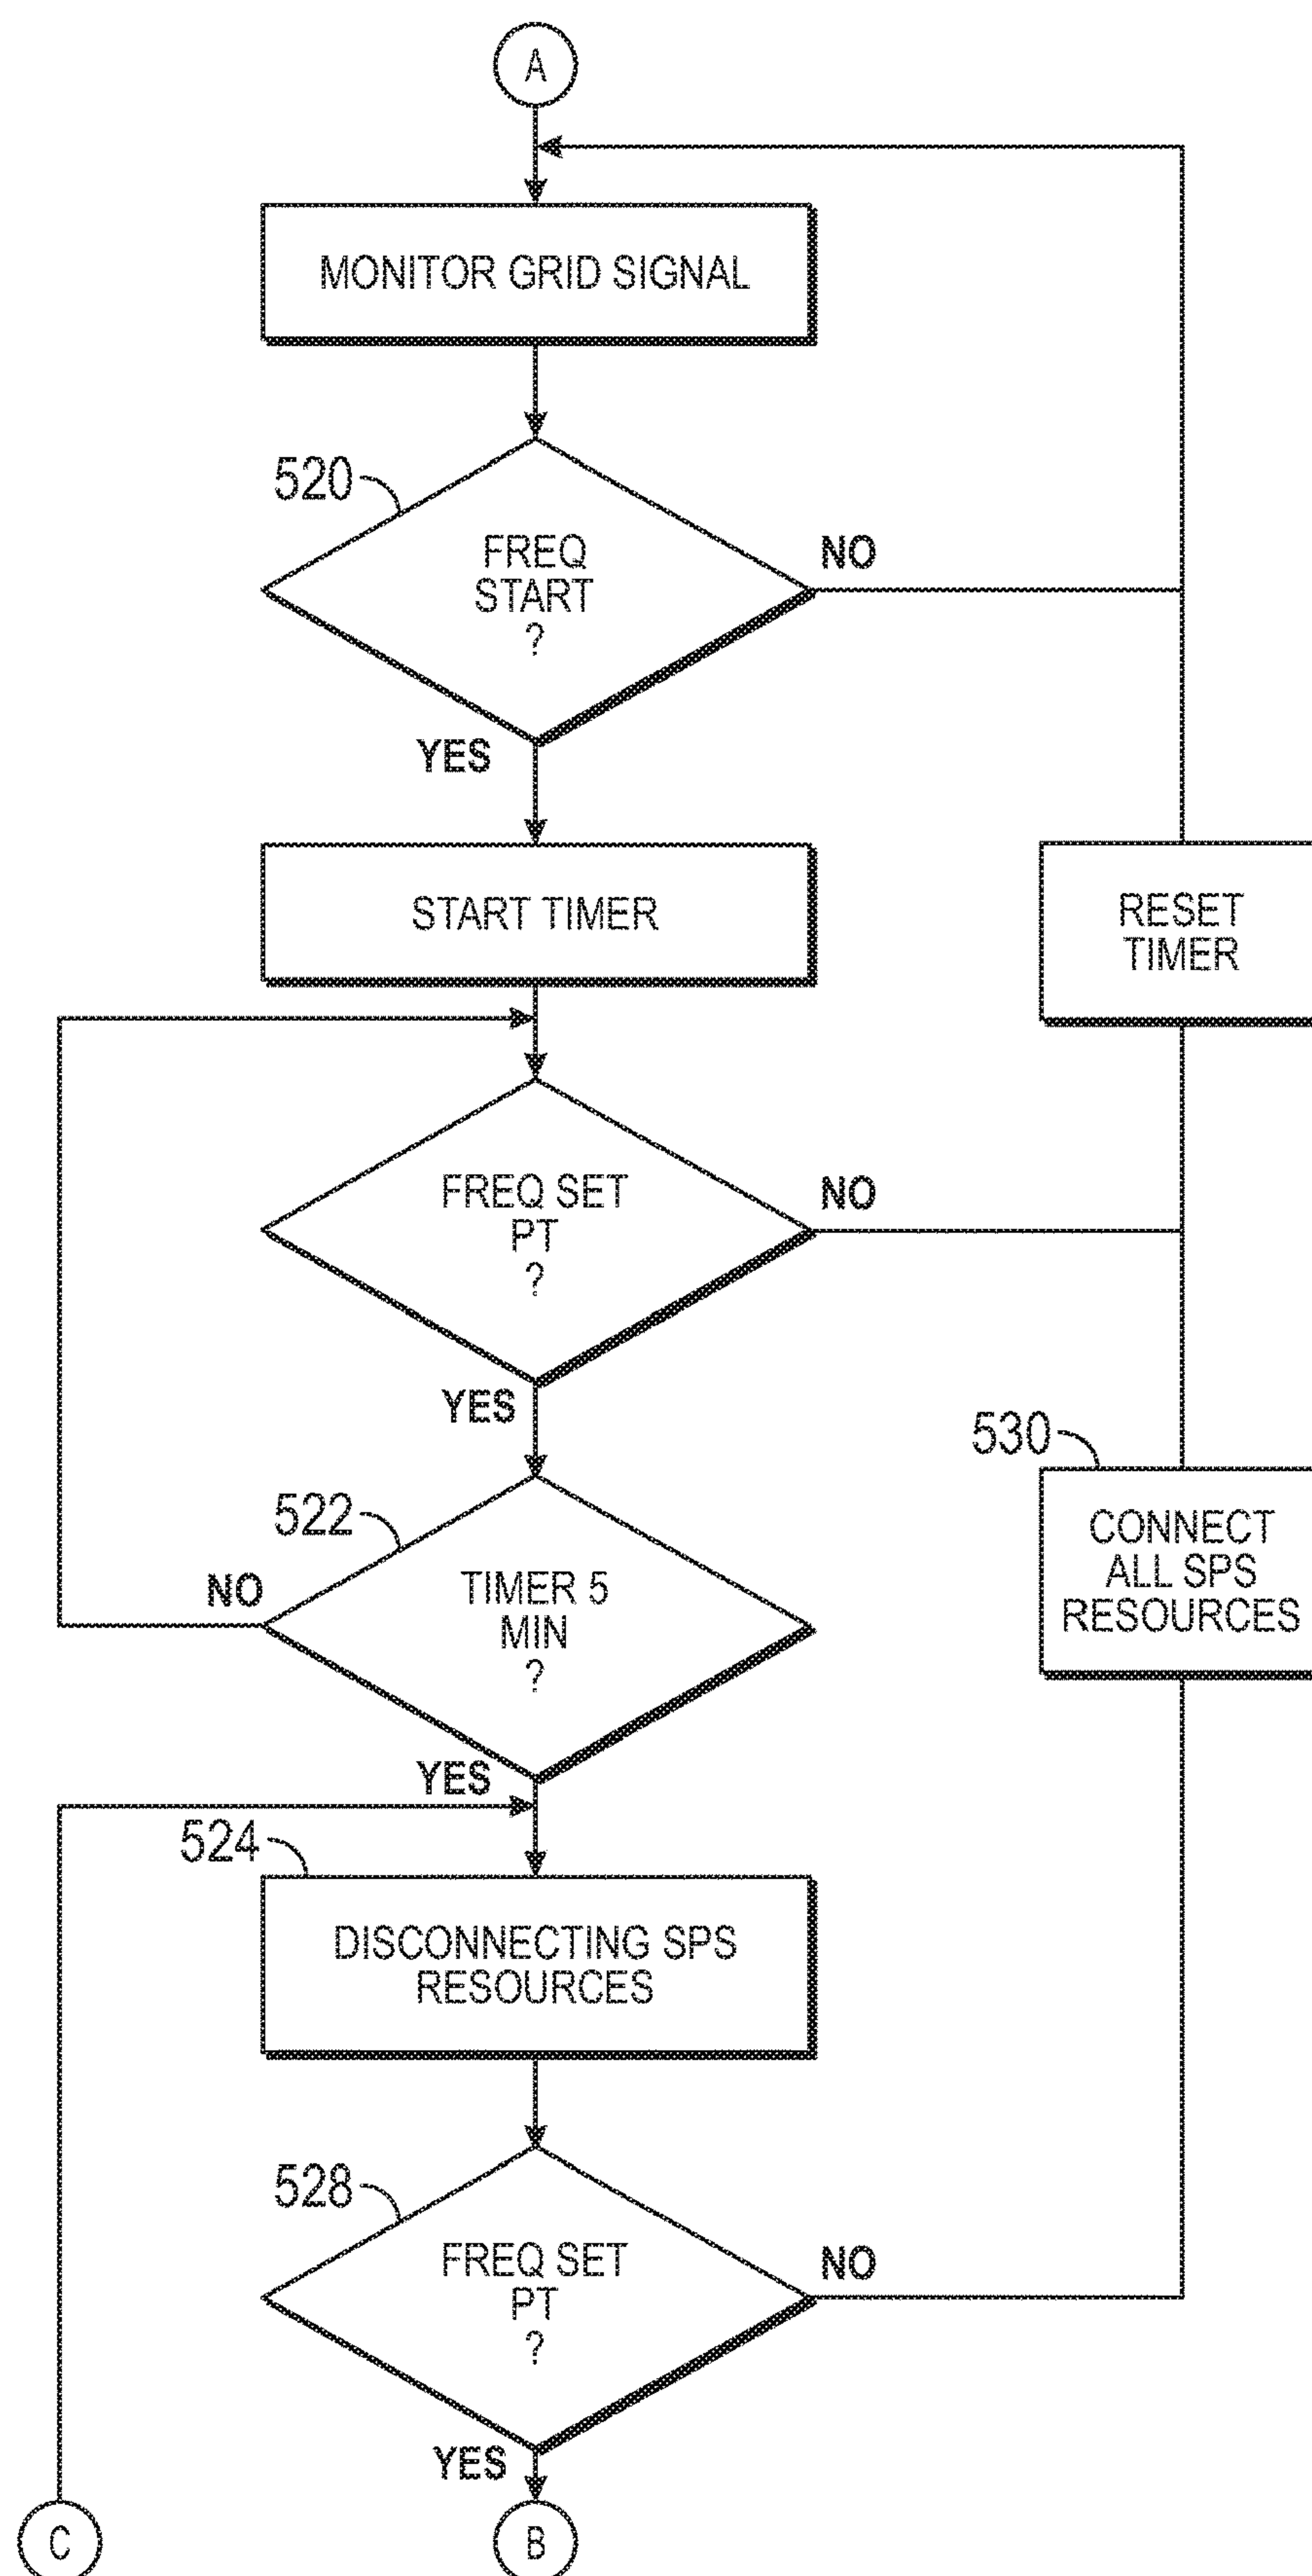 A
MONITOR GRID SIGNAL
520
FREQ
START
?
NO
YES
START TIMER
RESET
TIMER
FREQ SET
PT
?
NO
YES
530
CONNECT
ALL SPS
RESOURCES
522
TIMER 5
MIN
?
NO
YES
524
DISCONNECTING SPS
RESOURCES
528
FREQ SET
PT
?
NO
YES
C
B